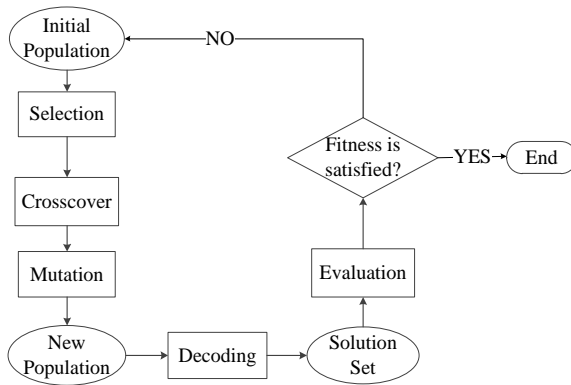 Initial
Population
NO
Selection
Fitness is
satisfied?
YES
End
Crosscover
Mutation
Evaluation
New
Population
Decoding
Solution
Set